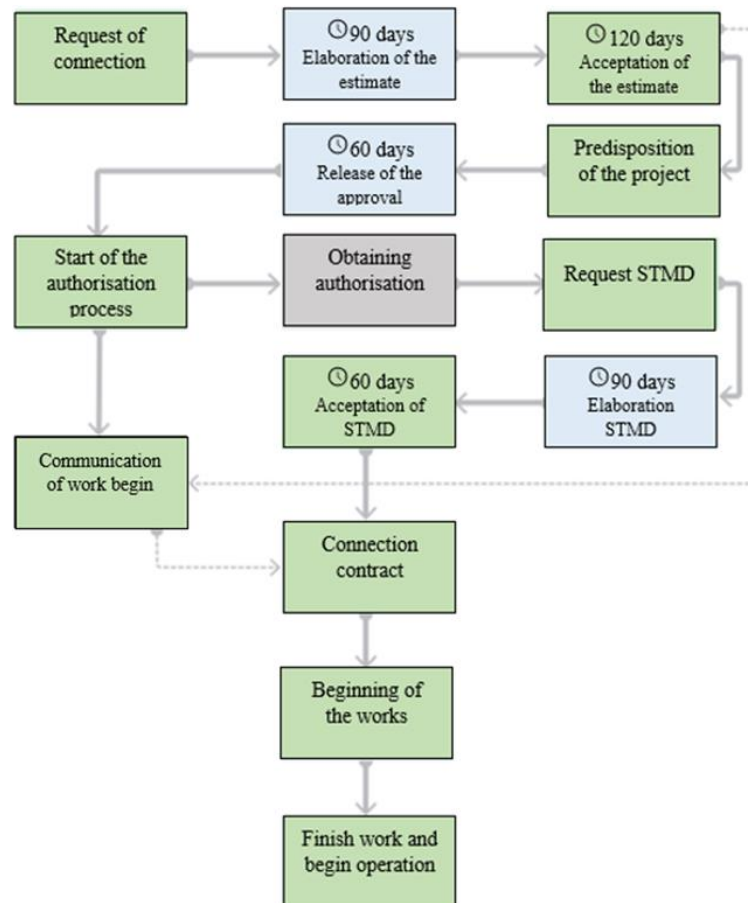 Request of
connection
90 days
Elaboration of the
estimate
120 days
Acceptation of
the estimate
60 days
Release of the
approval
Predisposition
of the project
Start of the
authorisation
process
Obtaining
authorisation
Request STMD
60 days
Acceptation of
STMD
90 days
Elaboration
STMD
Communication
of work begin
Connection
contract
Beginning of
the works
Finish work and
begin operation